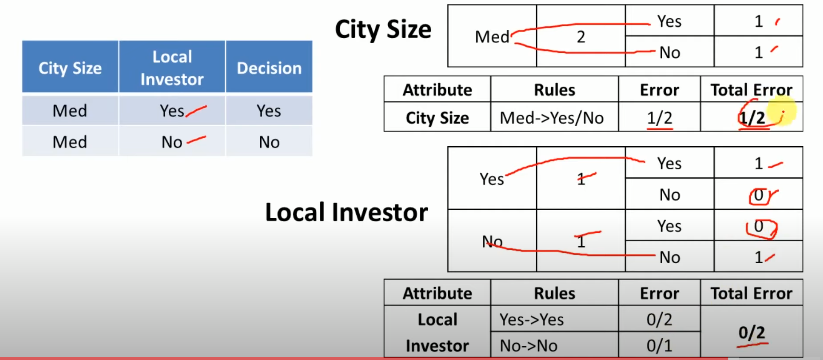 City Size Local Investor Decision
Med Yes Yes
Med No No
City Size
Med 2 Yes 1
No 1
Attribute Rules Error Total Error
City Size Med->Yes/No 1/2 1/2
Local Investor
Yes 1 Yes 1
No 0
No 1 Yes 0
No 1
Attribute Rules Error Total Error
Local Investor Yes->Yes 0/2 0/2
No->No 0/1